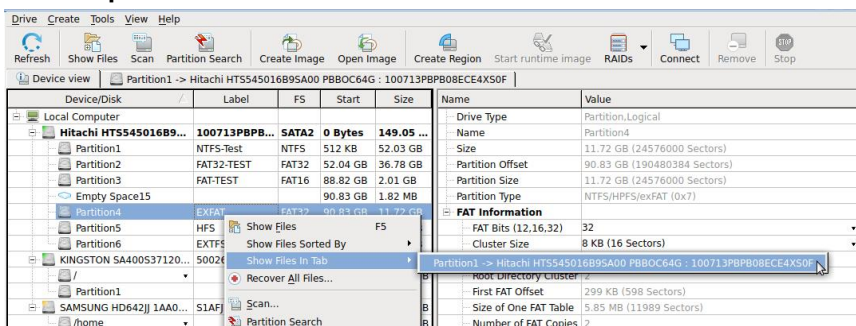 Drive Create Tools View Help
Refresh Show Files Scan Partition Search Create Image Open Image Create Region Start runtime image RAIDs Connect Remove Stop
Device view Partition1 -> Hitachi HTS545016B9SA00 PBBOC64G : 100713PBPB08ECE4XS0F
Device/Disk Label FS Start Size Name Value
Local Computer Drive Type Partition,Logical
Hitachi HTS545016B9... 100713PBPB... SATA2 0 Bytes 149.05 ... Name Partition4
Partition1 NTFS-Test NTFS 512 KB 52.03 GB Size 11.72 GB (24576000 Sectors)
Partition2 FAT32-TEST FAT32 52.04 GB 36.78 GB Partition Offset 90.83 GB (190480384 Sectors)
Partition3 FAT-TEST FAT16 88.82 GB 2.01 GB Partition Size 11.72 GB (24576000 Sectors)
Empty Space15 90.83 GB 1.82 MB Partition Type NTFS/HPFS/exFAT (0x7)
Partition4 EXFAT FAT32 90.83 GB 11.72 GB FAT Information
Partition5 HFS Show Files F5 FAT Bits (12,16,32) 32
Partition6 EXTFS Show Files Sorted By Cluster Size 8 KB (16 Sectors)
KINGSTON SA400S37120... 50026 Show Files In Tab Partition1 -> Hitachi HTS545016B9SA00 PBBOC64G : 100713PBPB08ECE4XS0F
/ Recover All Files... Root Directory Cluster 2
Partition1 B First FAT Offset 299 KB (598 Sectors)
SAMSUNG HD642JJ 1AA0... S1AFJ Scan... B Size of One FAT Table 5.85 MB (11989 Sectors)
/home Partition Search B Number of FAT Copies 2